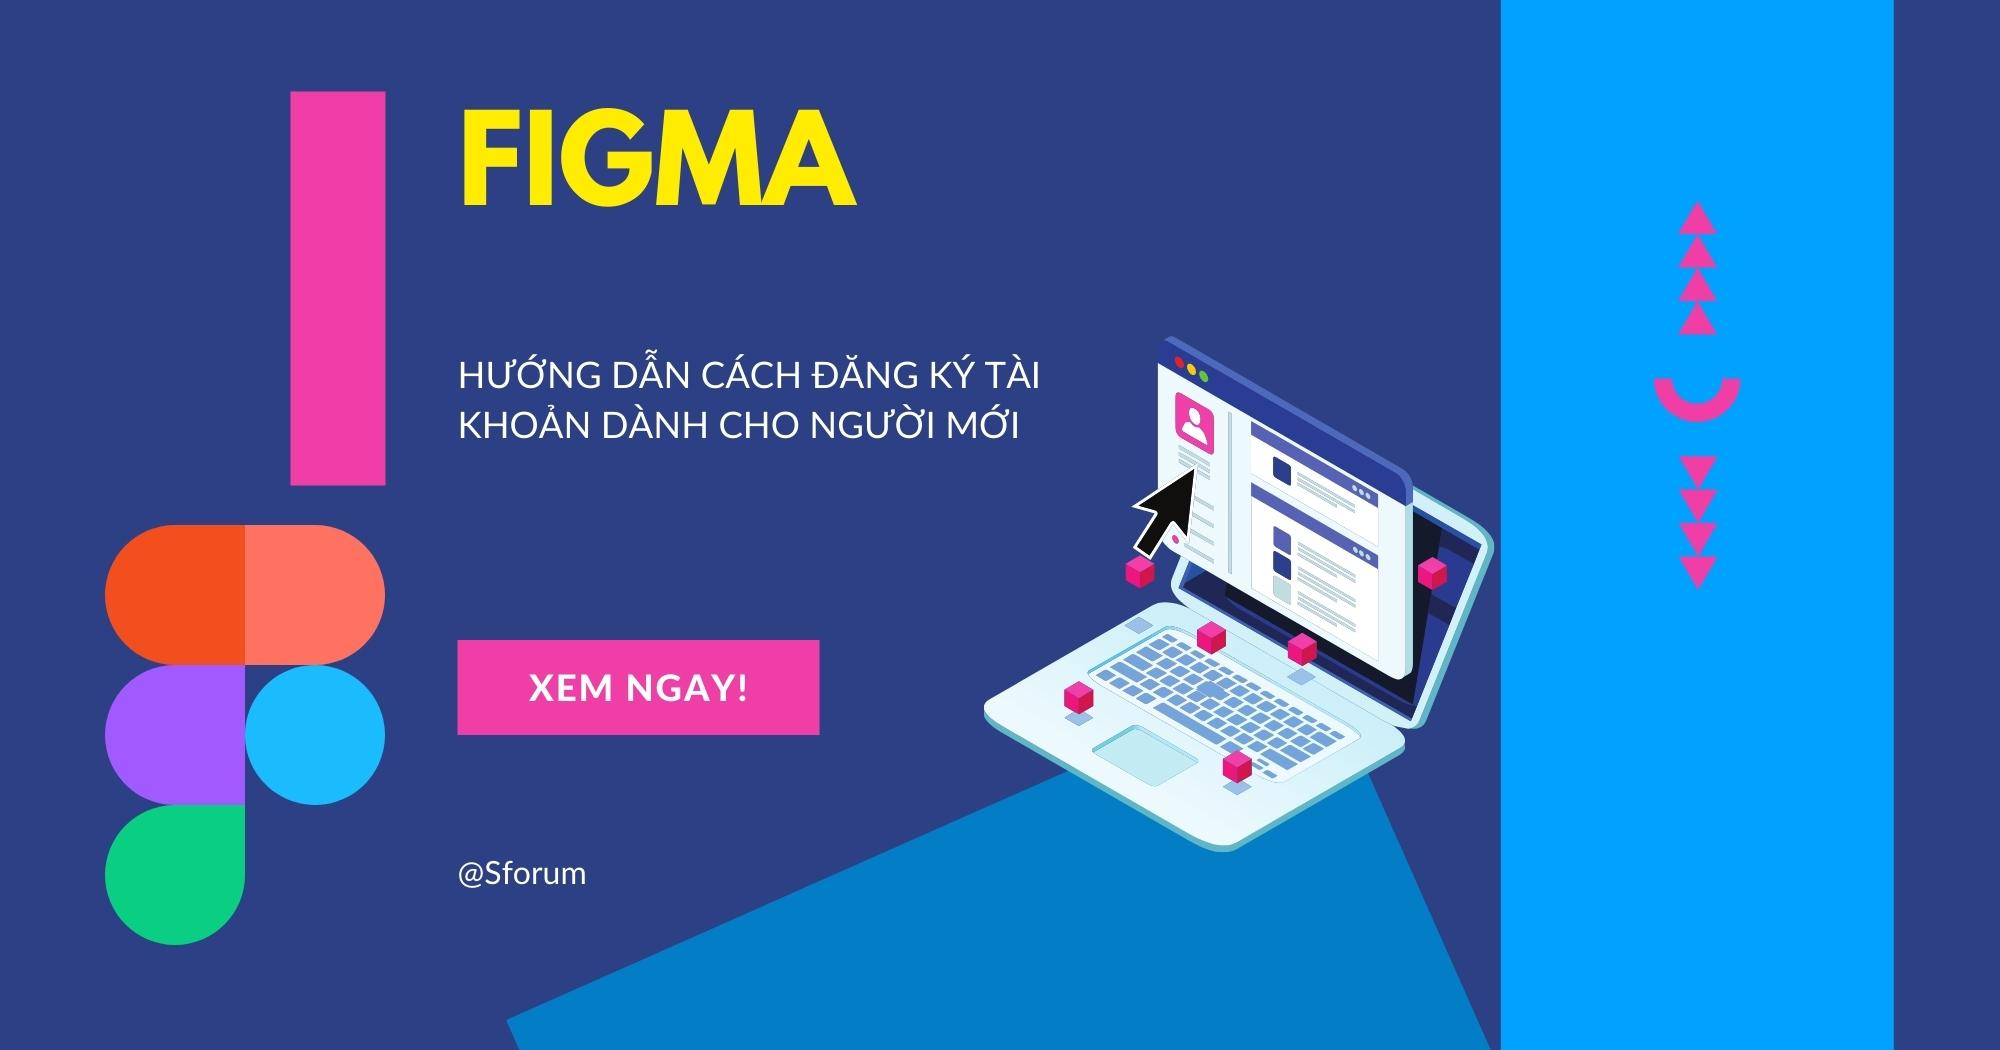 FIGMA
HƯỚNG DẪN CÁCH ĐĂNG KÝ TÀI
KHOẢN DÀNH CHO NGƯỜI MỚI
XEM NGAY!
@Sforum